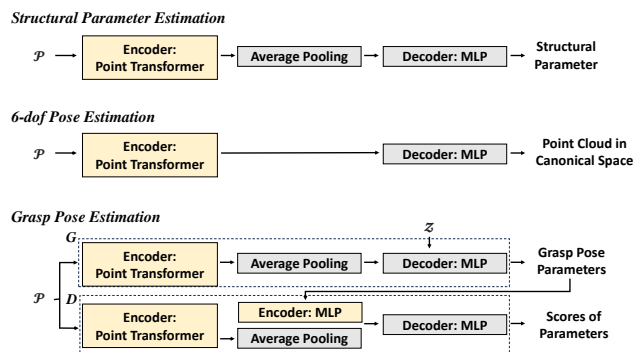 Structural Parameter Estimation
𝒫
Encoder:
Point Transformer
Average Pooling
Decoder: MLP
Structural
Parameter
6-dof Pose Estimation
𝒫
Encoder:
Point Transformer
Decoder: MLP
Point Cloud in
Canonical Space
Grasp Pose Estimation
G
𝓏
Encoder:
Point Transformer
Average Pooling
Decoder: MLP
Grasp Pose
Parameters
𝒫
D
Encoder:
Point Transformer
Encoder: MLP
Average Pooling
Decoder: MLP
Scores of
Parameters